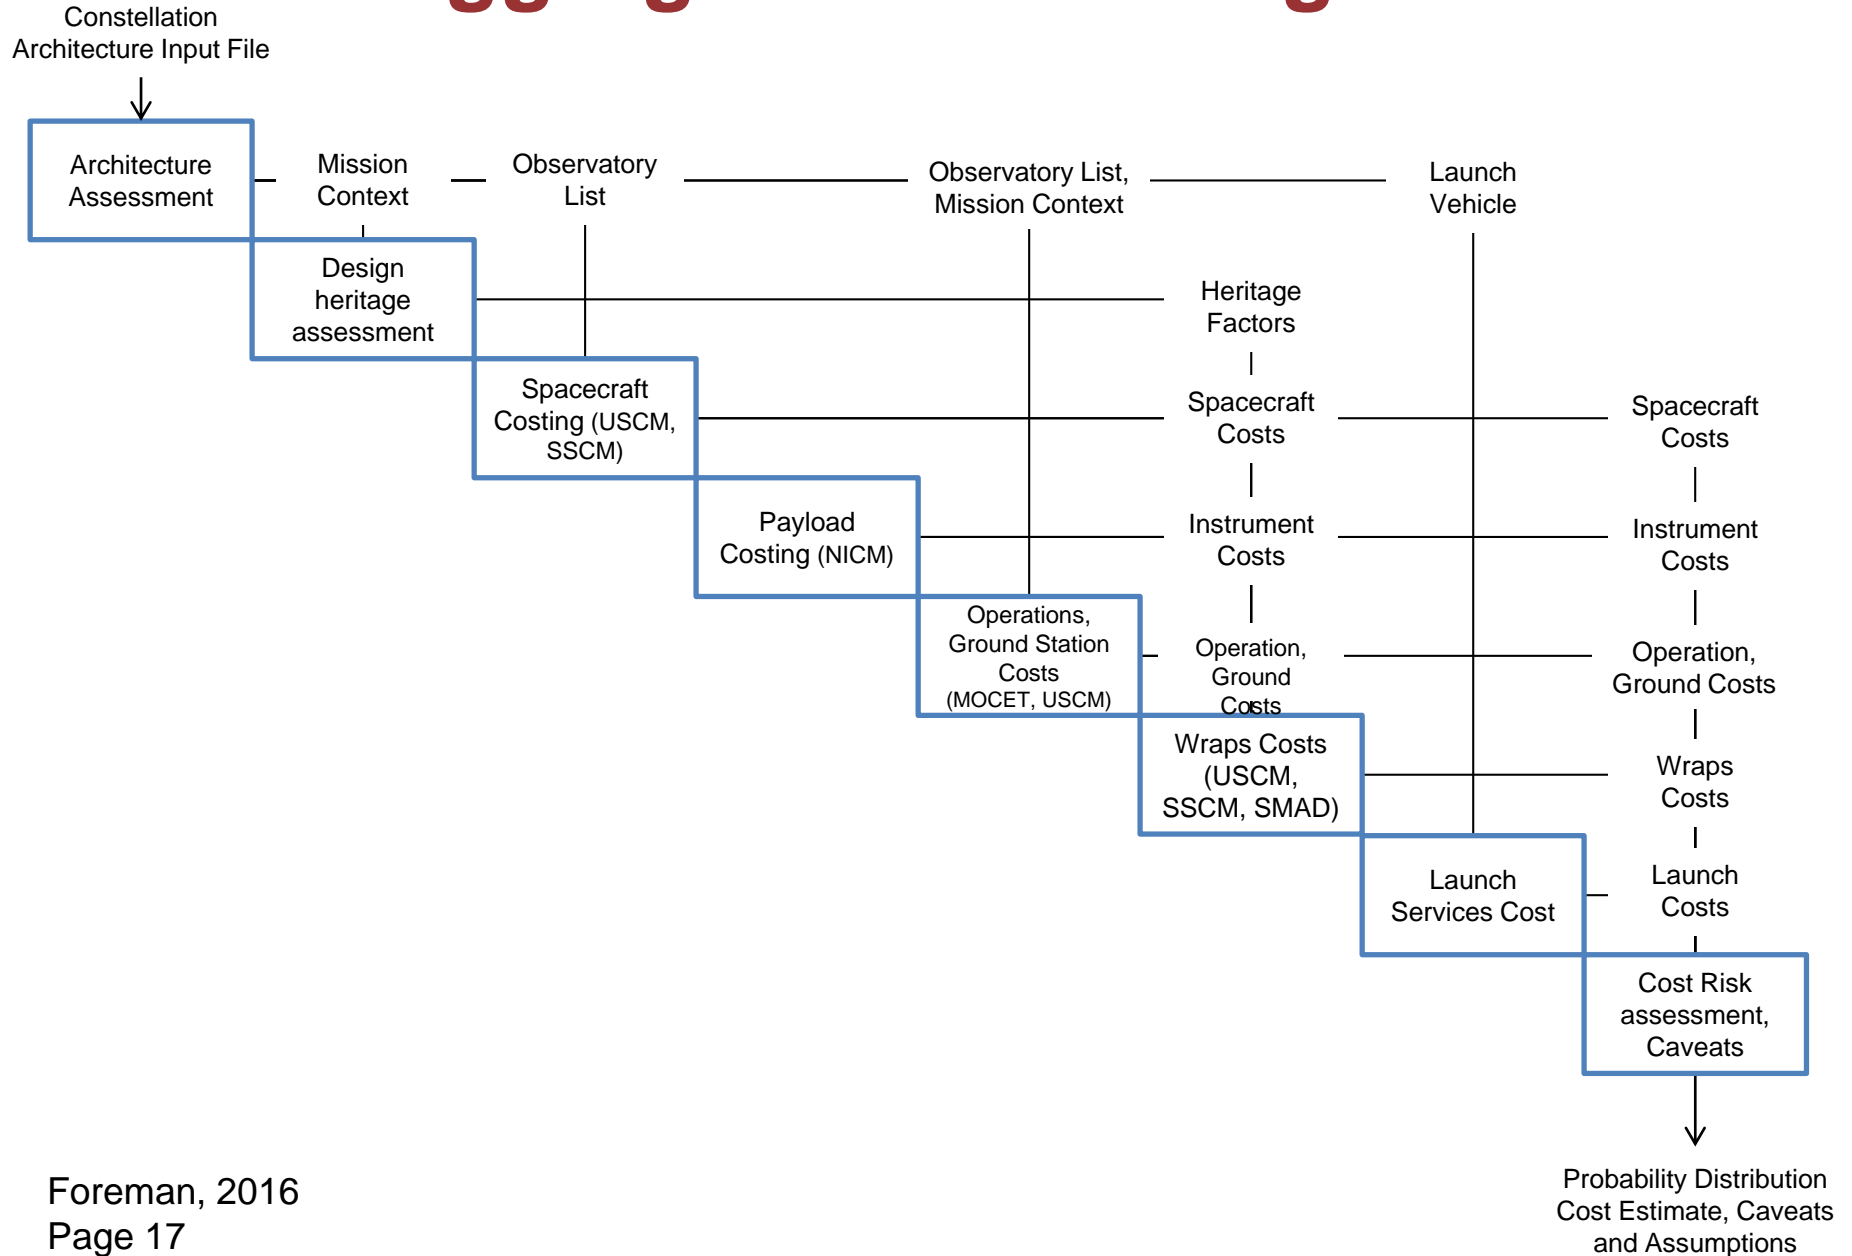 Constellation
Architecture Input File
Architecture
Assessment
Mission
Context
Observatory
List
Observatory List,
Mission Context
Launch
Vehicle
Design
heritage
assessment
Heritage
Factors
Spacecraft
Costing (USCM,
SSCM)
Spacecraft
Costs
Spacecraft
Costs
Payload
Costing (NICM)
Instrument
Costs
Instrument
Costs
Operations,
Ground Station
Costs
(MOCET, USCM)
Operation,
Ground
Costs
Operation,
Ground Costs
Wraps Costs
(USCM,
SSCM, SMAD)
Wraps
Costs
Launch
Services Cost
Launch
Costs
Cost Risk
assessment,
Caveats
Probability Distribution
Cost Estimate, Caveats
and Assumptions
Foreman, 2016
Page 17